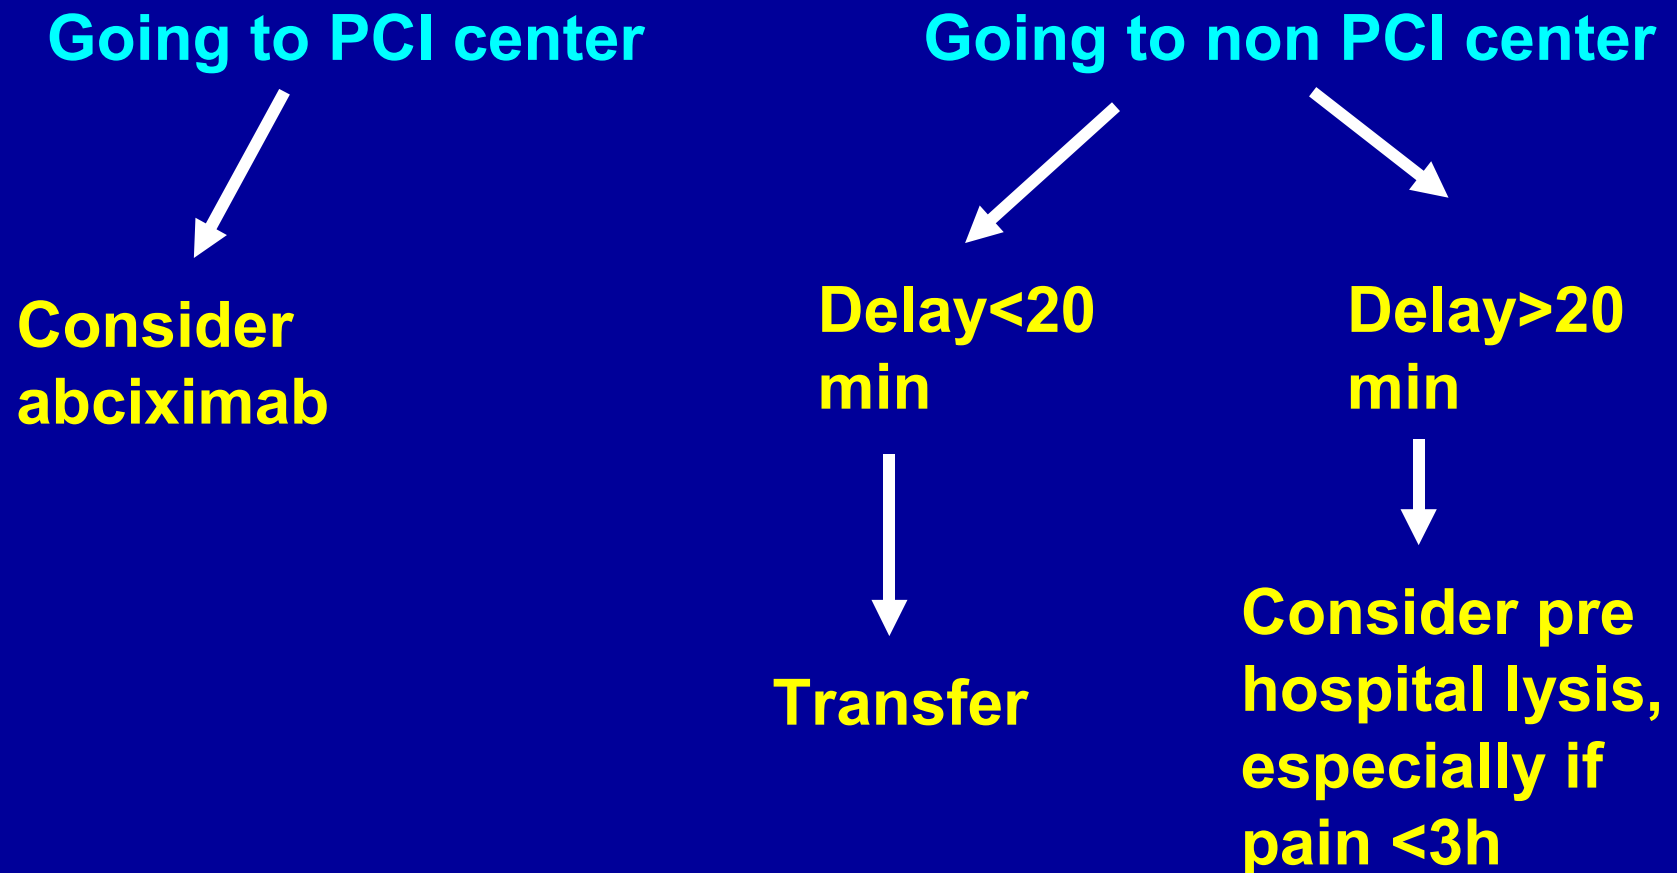 Going to PCI center
Going to non PCI center
Consider
abciximab
Delay<20
min
Delay>20
min
Transfer
Consider pre
hospital lysis,
especially if
pain <3h